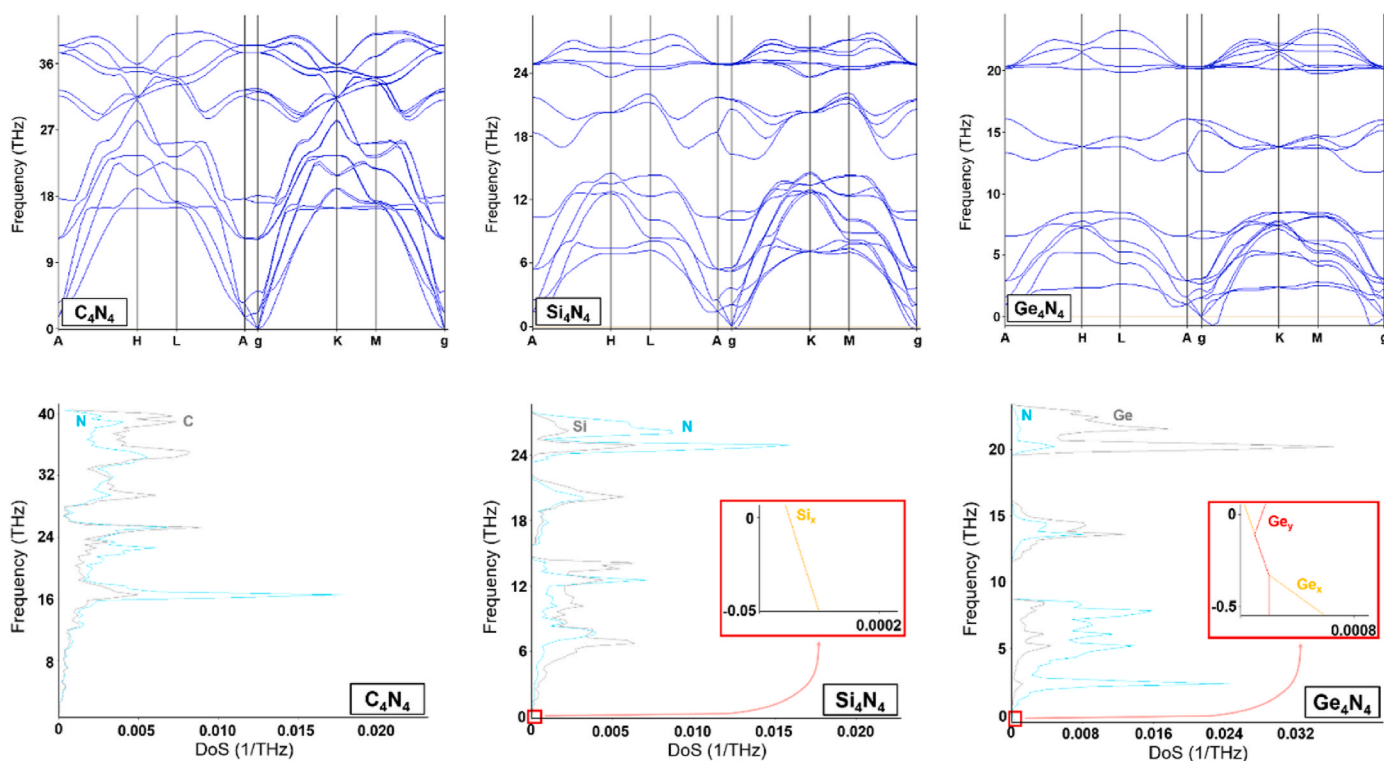 Frequency (THz)
36
27
18
9
0
C₄N₄
A H L A g K M g
Frequency (THz)
24
18
12
6
0
Si₄N₄
A H L A g K M g
Frequency (THz)
20
15
10
5
0
Ge₄N₄
A H L A g K M g
Frequency (THz)
40
32
24
16
8
N C
C₄N₄
0 0.005 0.010 0.015 0.020
DoS (1/THz)
Frequency (THz)
24
18
12
6
0
Si N
0
Siₓ
-0.05
0.0002
Si₄N₄
0 0.005 0.010 0.015 0.020
DoS (1/THz)
Frequency (THz)
20
15
10
5
0
N Ge
0
Geᵧ
Geₓ
-0.5
0.0008
Ge₄N₄
0 0.008 0.016 0.024 0.032
DoS (1/THz)